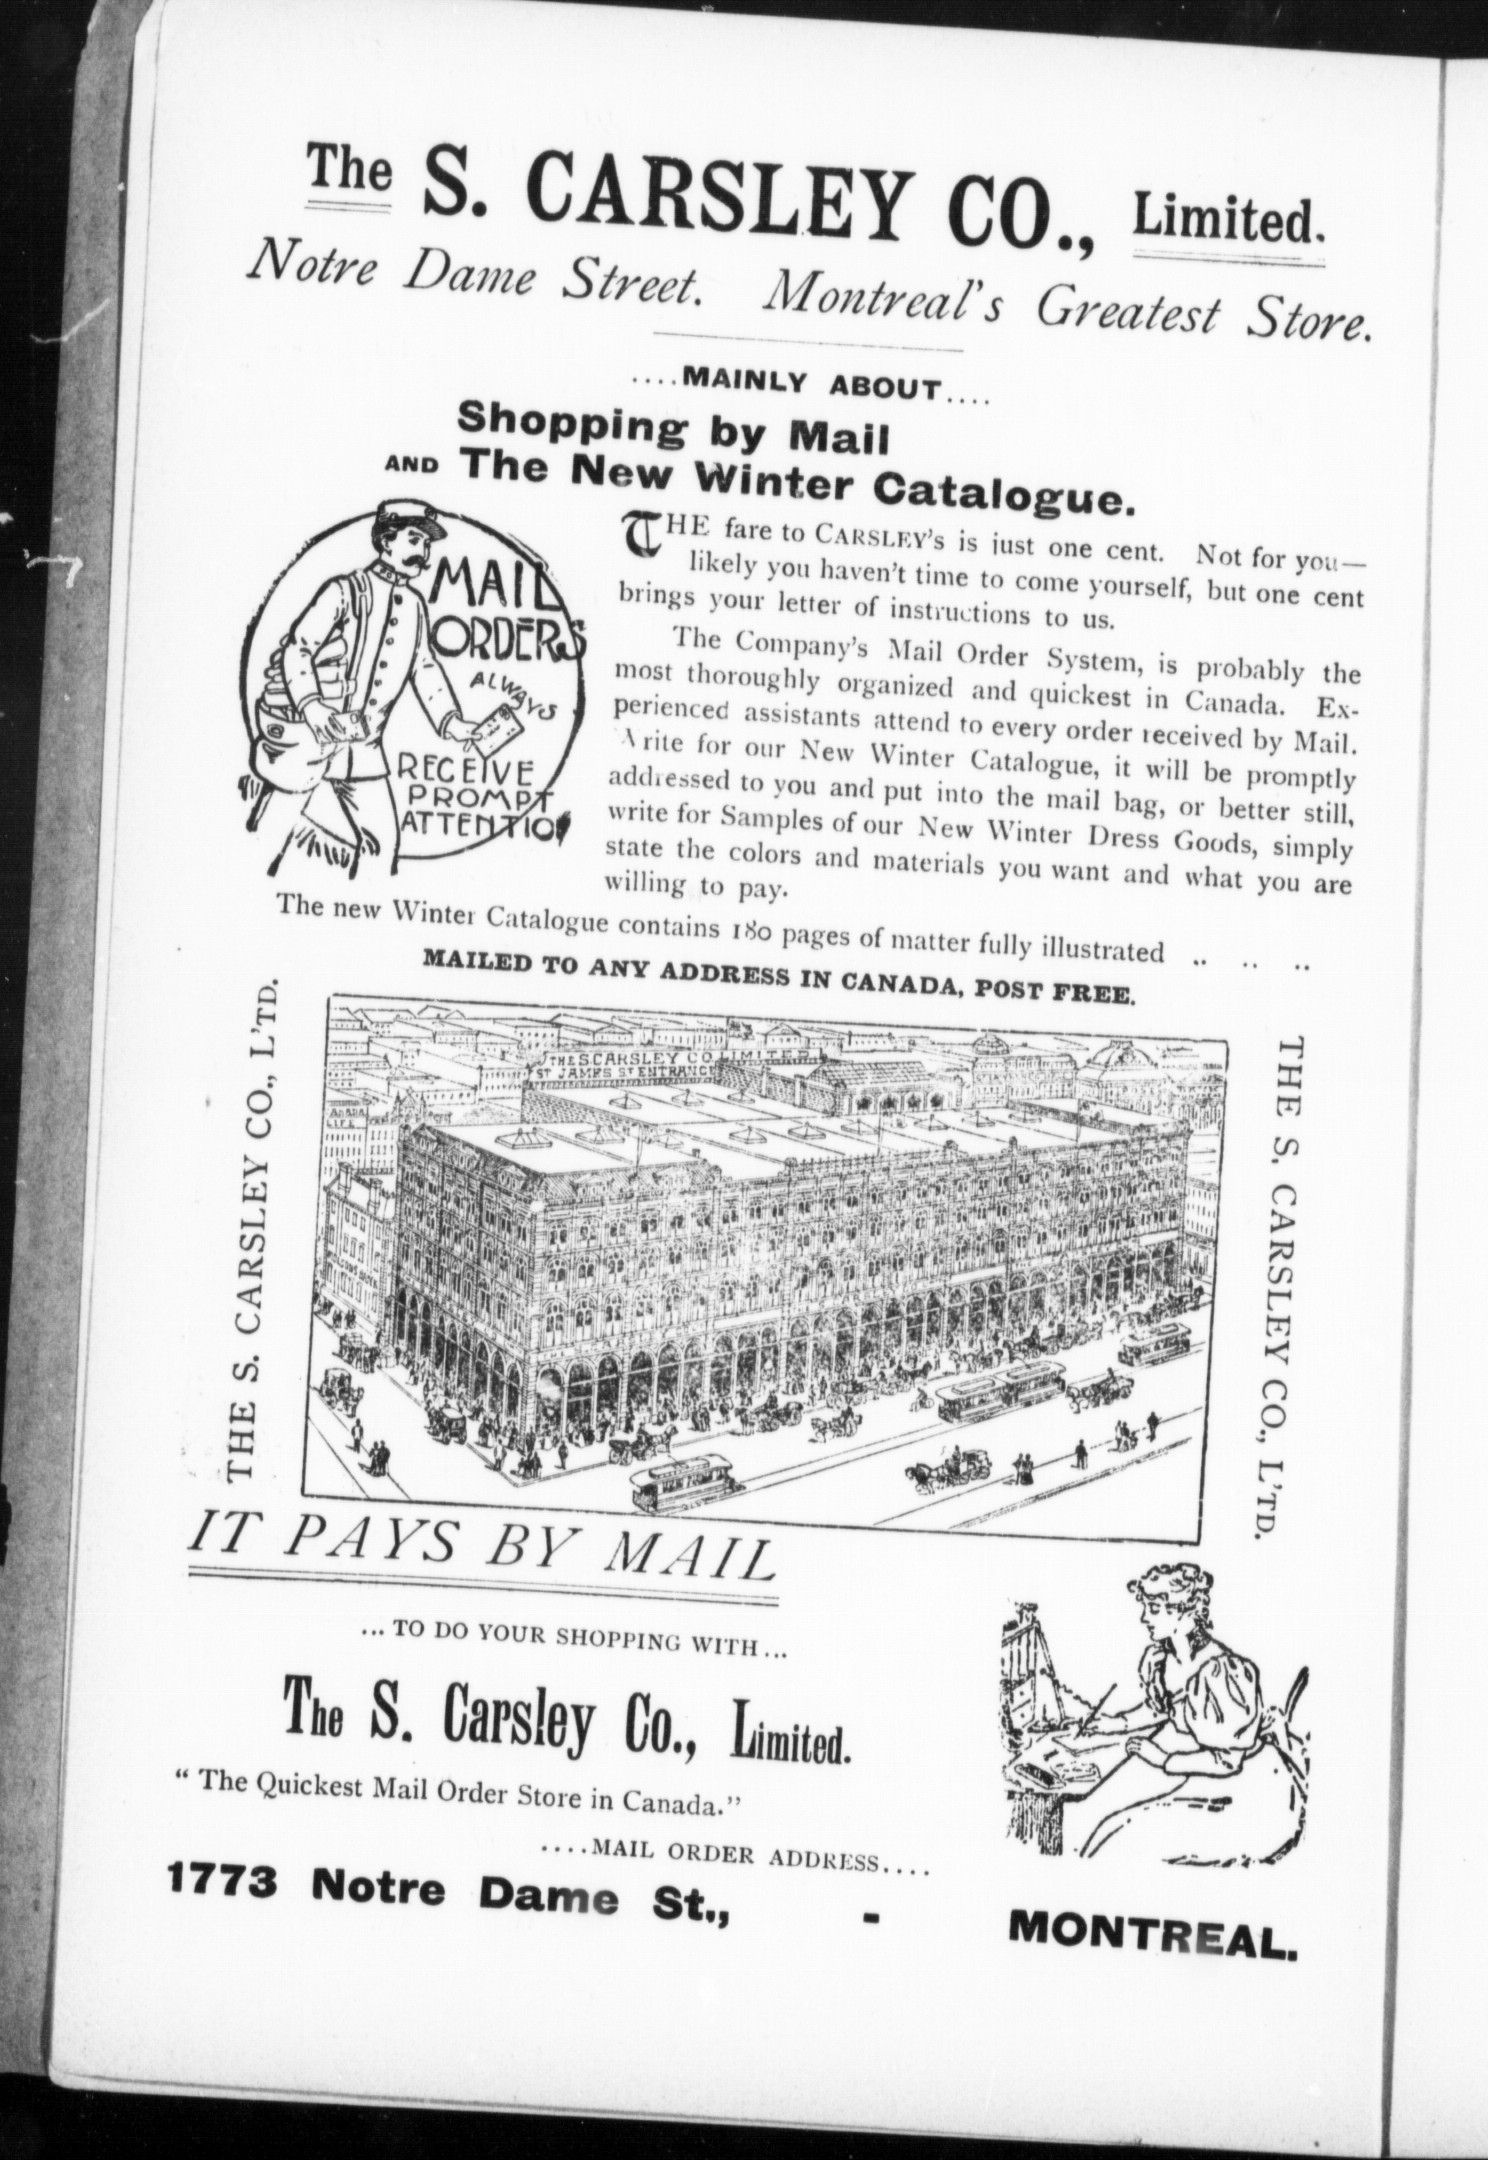 The S. CARSLEY CO., Limited.
Notre Dame Street. Montreal's Greatest Store.
....MAINLY ABOUT....
Shopping by Mail
AND The New Winter Catalogue.
MAIL
ORDERS
ALWAYS
RECEIVE
PROMPT
ATTENTION
THE fare to CARSLEY'S is just one cent. Not for you—
likely you haven't time to come yourself, but one cent
brings your letter of instructions to us.
The Company's Mail Order System, is probably the
most thoroughly organized and quickest in Canada. Ex-
perienced assistants attend to every order received by Mail.
Write for our New Winter Catalogue, it will be promptly
addressed to you and put into the mail bag, or better still,
write for Samples of our New Winter Dress Goods, simply
state the colors and materials you want and what you are
willing to pay.
The new Winter Catalogue contains 180 pages of matter fully illustrated .. .. ..
MAILED TO ANY ADDRESS IN CANADA, POST FREE.
THE S. CARSLEY CO., L'TD.
THE S. CARSLEY CO. LIMITED
ST JAMES ST ENTRANCE
LIFE
THE S. CARSLEY CO., L'TD.
IT PAYS BY MAIL
...TO DO YOUR SHOPPING WITH...
The S. Carsley Co., Limited.
"The Quickest Mail Order Store in Canada."
....MAIL ORDER ADDRESS....
1773 Notre Dame St., - MONTREAL.